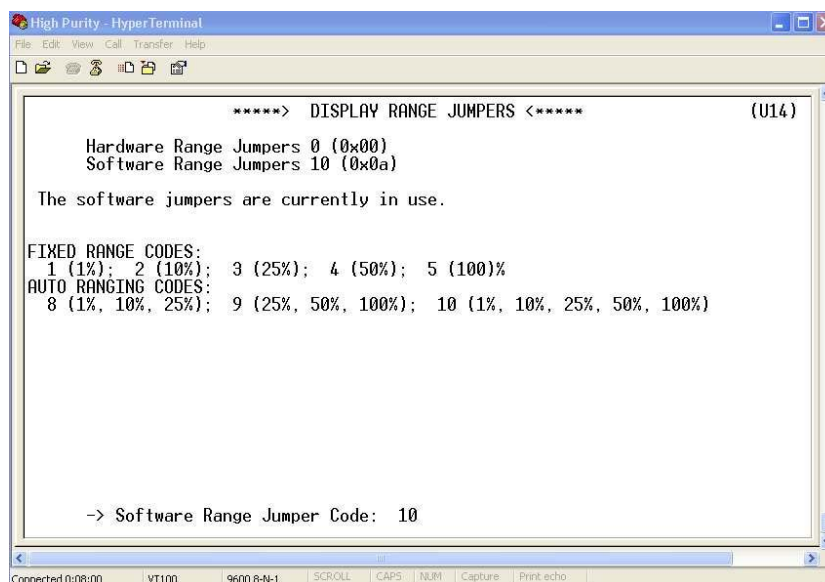 High Purity - HyperTerminal
File Edit View Call Transfer Help
*****> DISPLAY RANGE JUMPERS <***** (U14)
Hardware Range Jumpers 0 (0x00)
Software Range Jumpers 10 (0x0a)
The software jumpers are currently in use.
FIXED RANGE CODES:
1 (1%); 2 (10%); 3 (25%); 4 (50%); 5 (100)%
AUTO RANGING CODES:
8 (1%, 10%, 25%); 9 (25%, 50%, 100%); 10 (1%, 10%, 25%, 50%, 100%)
-> Software Range Jumper Code: 10
Connected 0:08:00 VT100 9600 8-N-1 SCROLL CAPS NUM Capture Print echo